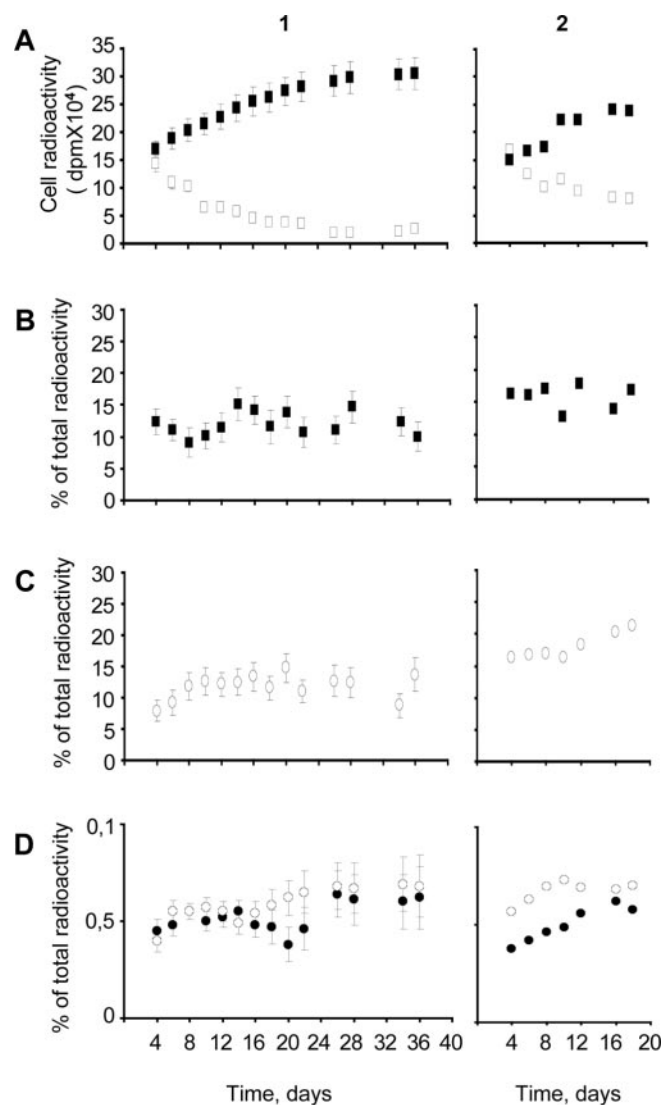 1 2
A
Cell radioactivity
( dpmX10⁴)
35
30
25
20
15
10
5
0
B
% of total radioactivity
30
25
20
15
10
5
0
C
% of total radioactivity
30
25
20
15
10
5
0
D
% of total radioactivity
0,1
0,5
0
4 8 12 16 20 24 28 32 36 40 4 8 12 16 20
Time, days Time, days